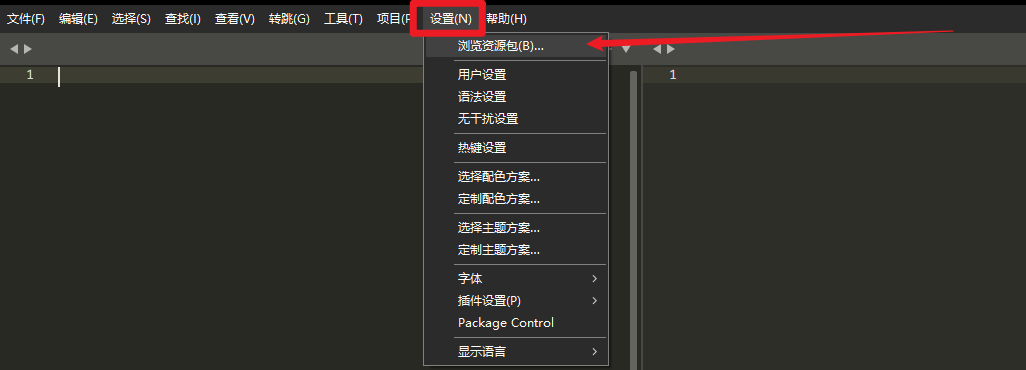 文件(F) 编辑(E) 选择(S) 查找(I) 查看(V) 转跳(G) 工具(T) 项目(P 设置(N) 帮助(H)
浏览资源包(B)...
1 1
用户设置
语法设置
无干扰设置
热键设置
选择配色方案...
定制配色方案...
选择主题方案...
定制主题方案...
字体
插件设置(P)
Package Control
显示语言